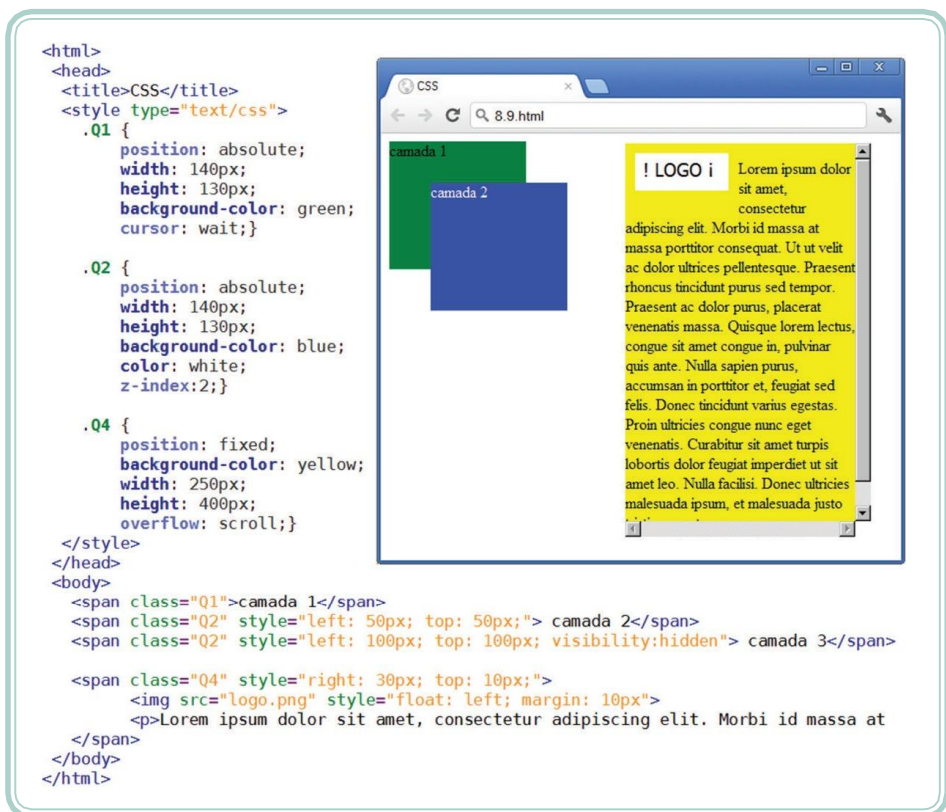 <html>
<head>
<title>CSS</title>
<style type="text/css">
.Q1 {
position: absolute;
width: 140px;
height: 130px;
background-color: green;
cursor: wait;}
.Q2 {
position: absolute;
width: 140px;
height: 130px;
background-color: blue;
color: white;
z-index:2;}
.Q4 {
position: fixed;
background-color: yellow;
width: 250px;
height: 400px;
overflow: scroll;}
</style>
</head>
<body>
<span class="Q1">camada 1</span>
<span class="Q2" style="left: 50px; top: 50px;"> camada 2</span>
<span class="Q2" style="left: 100px; top: 100px; visibility:hidden"> camada 3</span>
<span class="Q4" style="right: 30px; top: 10px;">
<img src="logo.png" style="float: left; margin: 10px">
<p>Lorem ipsum dolor sit amet, consectetur adipiscing elit. Morbi id massa at
</span>
</body>
</html>
CSS
8.9.html
camada 1
camada 2
! LOGO ¡
Lorem ipsum dolor
sit amet,
consectetur
adipiscing elit. Morbi id massa at
massa porttitor consequat. Ut ut velit
ac dolor ultrices pellentesque. Praesent
rhoncus tincidunt purus sed tempor.
Praesent ac dolor purus, placerat
venenatis massa. Quisque lorem lectus,
congue sit amet congue in, pulvinar
quis ante. Nulla sapien purus,
accumsan in porttitor et, feugiat sed
felis. Donec tincidunt varius egestas.
Proin ultricies congue nunc eget
venenatis. Curabitur sit amet turpis
lobortis dolor feugiat imperdiet ut sit
amet leo. Nulla facilisi. Donec ultricies
malesuada ipsum, et malesuada justo